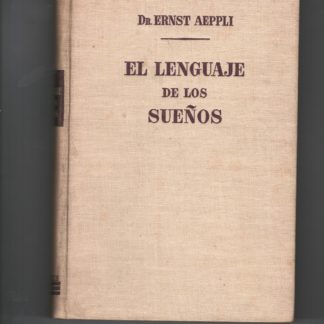 Dr. ERNST AEPPLI
EL LENGUAJE
DE LOS
SUEÑOS